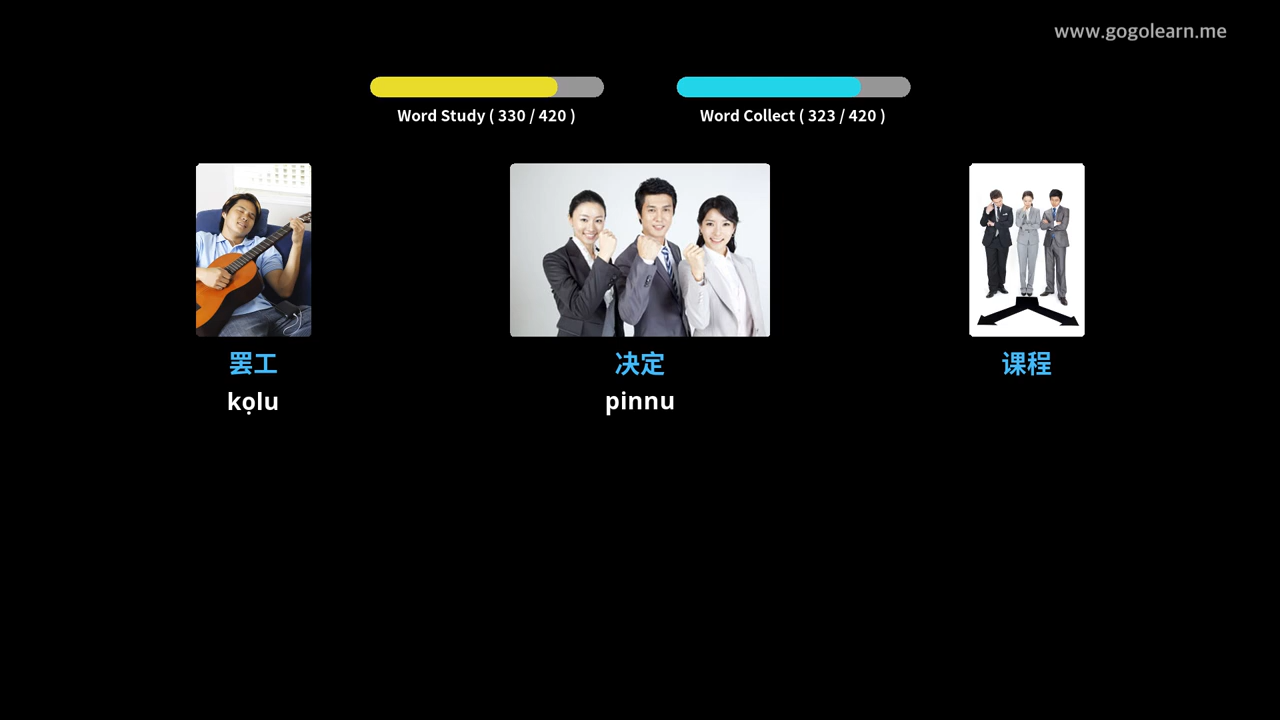 www.gogolearn.me
Word Study ( 330 / 420 )
Word Collect ( 323 / 420 )
罢工
决定
课程
kọlu
pinnu